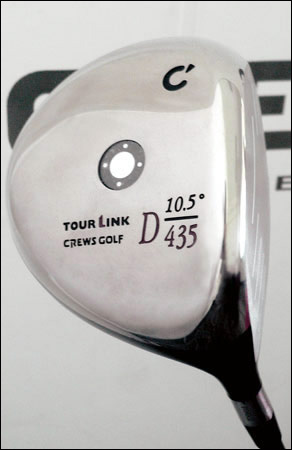 C'
TOUR LINK
CREWS GOLF
D 10.5°
435